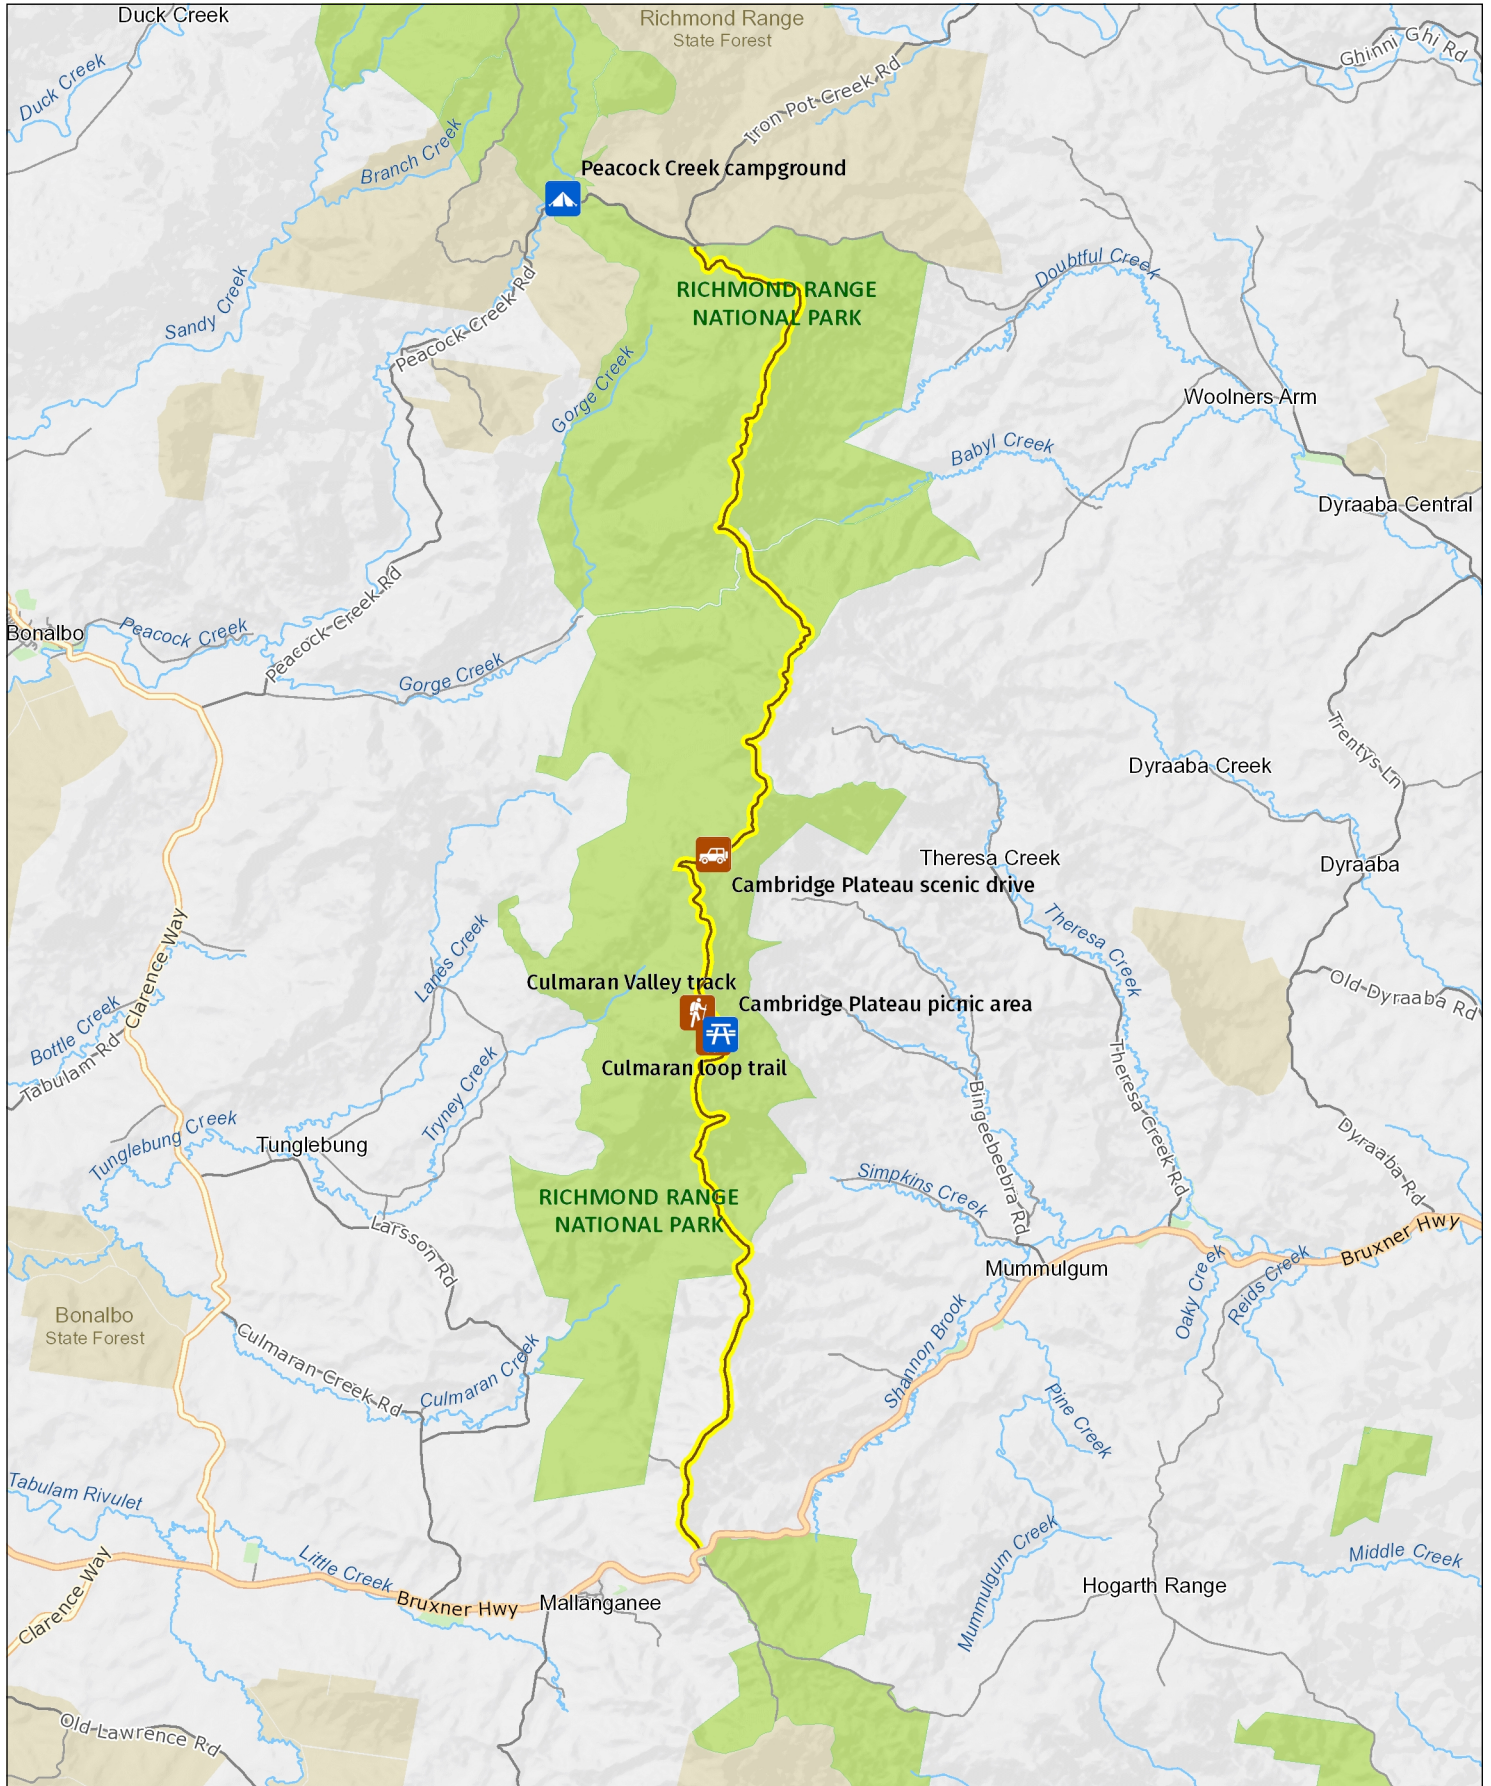 Duck Creek
Richmond Range
State Forest
Ghinni Ghi Rd
Duck Creek
Iron Pot Creek Rd
Branch Creek
Peacock Creek campground
Doubtful Creek
Sandy Creek
Peacock Creek Rd
RICHMOND RANGE
NATIONAL PARK
Gorge Creek
Woolners Arm
Babyl Creek
Dyraaba Central
Peacock Creek Rd
Bonalbo
Peacock Creek
Gorge Creek
Trentys Ln
Dyraaba Creek
Theresa Creek
Dyraaba
Cambridge Plateau scenic drive
Clarence Way
Lanes Creek
Theresa Creek
Culmaran Valley track
Old Dyraaba Rd
Cambridge Plateau picnic area
Bottle Creek
Tabulam Rd
Culmaran loop trail
Tryney Creek
Theresa Creek Rd
Bingeebeebra Rd
Tunglebung Creek
Tunglebung
Dyraaba Rd
Simpkins Creek
RICHMOND RANGE
NATIONAL PARK
Larsson Rd
Bruxner Hwy
Mummulgum
Oaky Creek
Reids Creek
Bonalbo
State Forest
Culmaran Creek Rd
Shannon Brook
Culmaran Creek
Pine Creek
Tabulam Rivulet
Mummulgum Creek
Middle Creek
Little Creek
Clarence Way
Bruxner Hwy
Mallanganee
Hogarth Range
Old Lawrence Rd